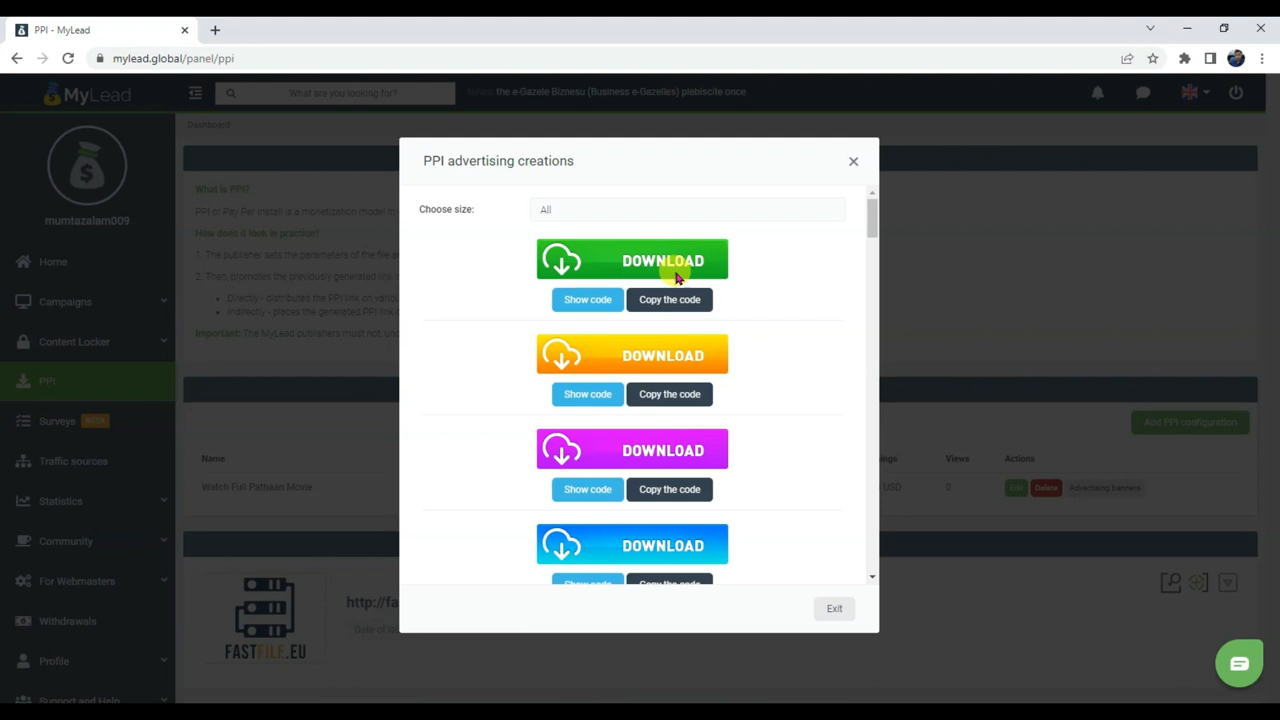 PPI - MyLead
mylead.global/panel/ppi
MyLead
What are you looking for?
News: the e-Gazele Biznesu (Business e-Gazelles) plebiscite once
Dashboard
mumtazalam009
Home
Campaigns
Content Locker
PPI
Surveys BETA
Traffic sources
Statistics
Community
For Webmasters
Withdrawals
Profile
Support and Help
What is PPI?
PPI or Pay Per Install is a monetization model
How does it look in practice?
1. The publisher sets the parameters of the file
2. Then, promotes the previously generated link
Directly - distributes the PPI link on
Indirectly - places the generated PPI link
Important: The MyLead publishers must not,
Add PPI configuration
Name
Views
Actions
Watch Full Pathaan Movie
USD
0
Edit
Delete
Advertising banners
FASTFILE.EU
http://fa
Date of
PPI advertising creations
Choose size:
All
DOWNLOAD
Show code
Copy the code
DOWNLOAD
Show code
Copy the code
DOWNLOAD
Show code
Copy the code
DOWNLOAD
Show code
Copy the code
Exit